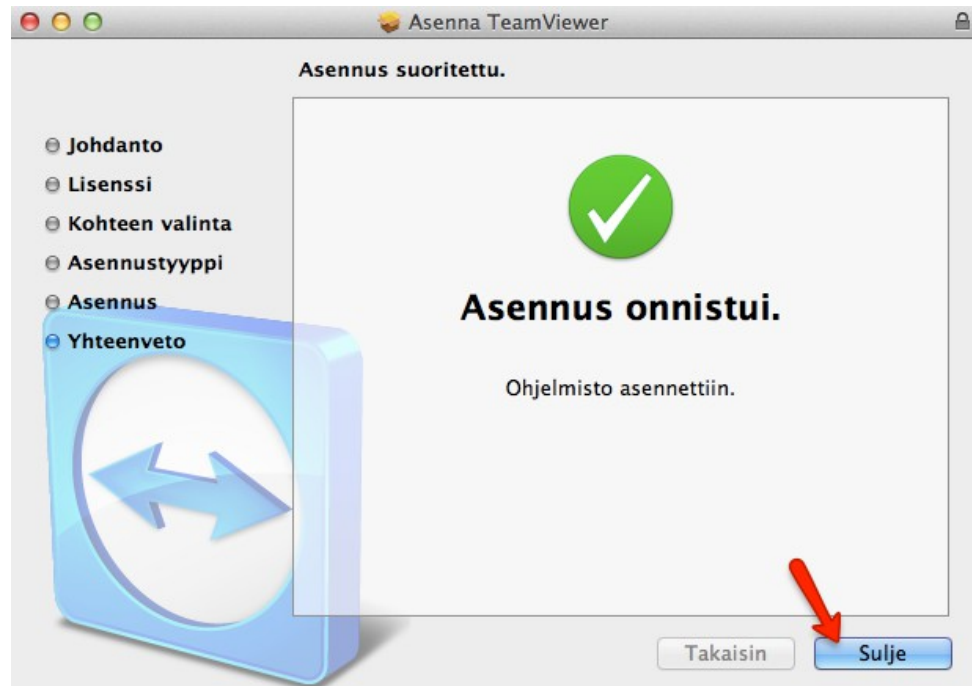 Asenna TeamViewer
Asennus suoritettu.
Johdanto
Lisenssi
Kohteen valinta
Asennustyyppi
Asennus
Yhteenveto
Asennus onnistui.
Ohjelmisto asennettiin.
Takaisin
Sulje